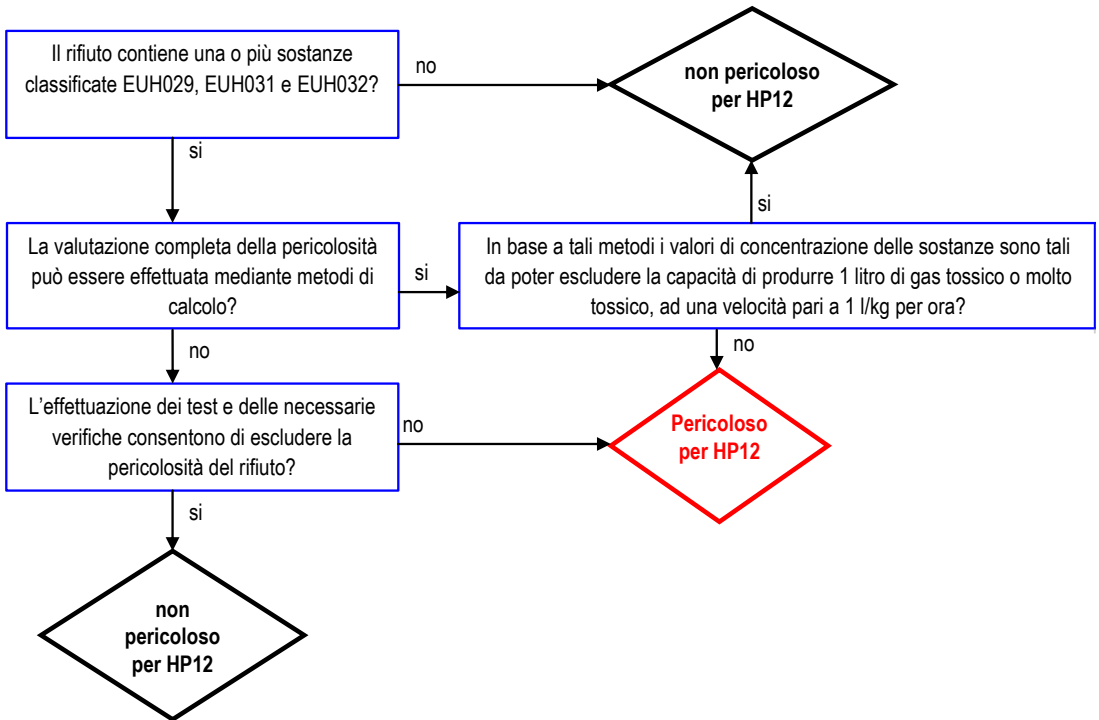 Il rifiuto contiene una o più sostanze
classificate EUH029, EUH031 e EUH032?
no
non pericoloso
per HP12
si
si
La valutazione completa della pericolosità
può essere effettuata mediante metodi di
calcolo?
si
In base a tali metodi i valori di concentrazione delle sostanze sono tali
da poter escludere la capacità di produrre 1 litro di gas tossico o molto
tossico, ad una velocità pari a 1 l/kg per ora?
no
no
L'effettuazione dei test e delle necessarie
verifiche consentono di escludere la
pericolosità del rifiuto?
no
Pericoloso
per HP12
si
non
pericoloso
per HP12